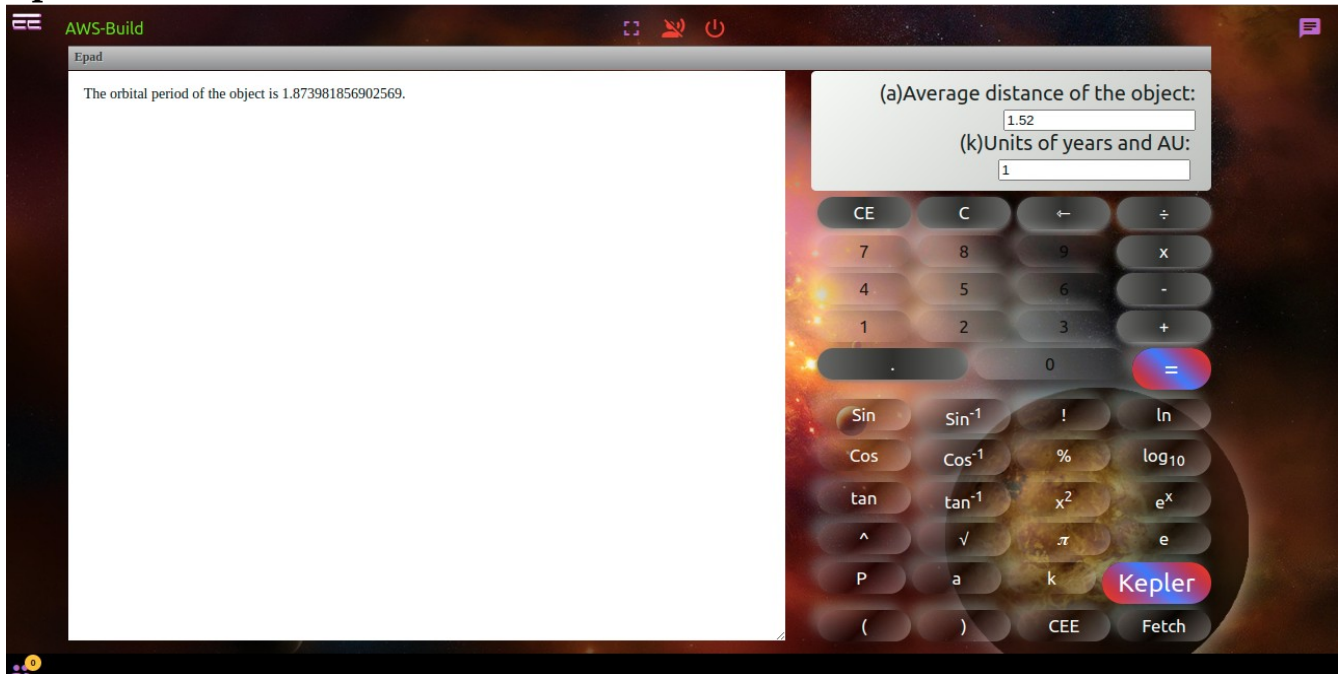 AWS-Build
Epad
The orbital period of the object is 1.873981856902569.
(a)Average distance of the object:
1.52
(k)Units of years and AU:
1
CE C ← ÷
7 8 9 x
4 5 6 -
1 2 3 +
. 0 =
Sin Sin⁻¹ ! ln
Cos Cos⁻¹ % log₁₀
tan tan⁻¹ x² eˣ
^ √ π e
P a k Kepler
( ) CEE Fetch
0